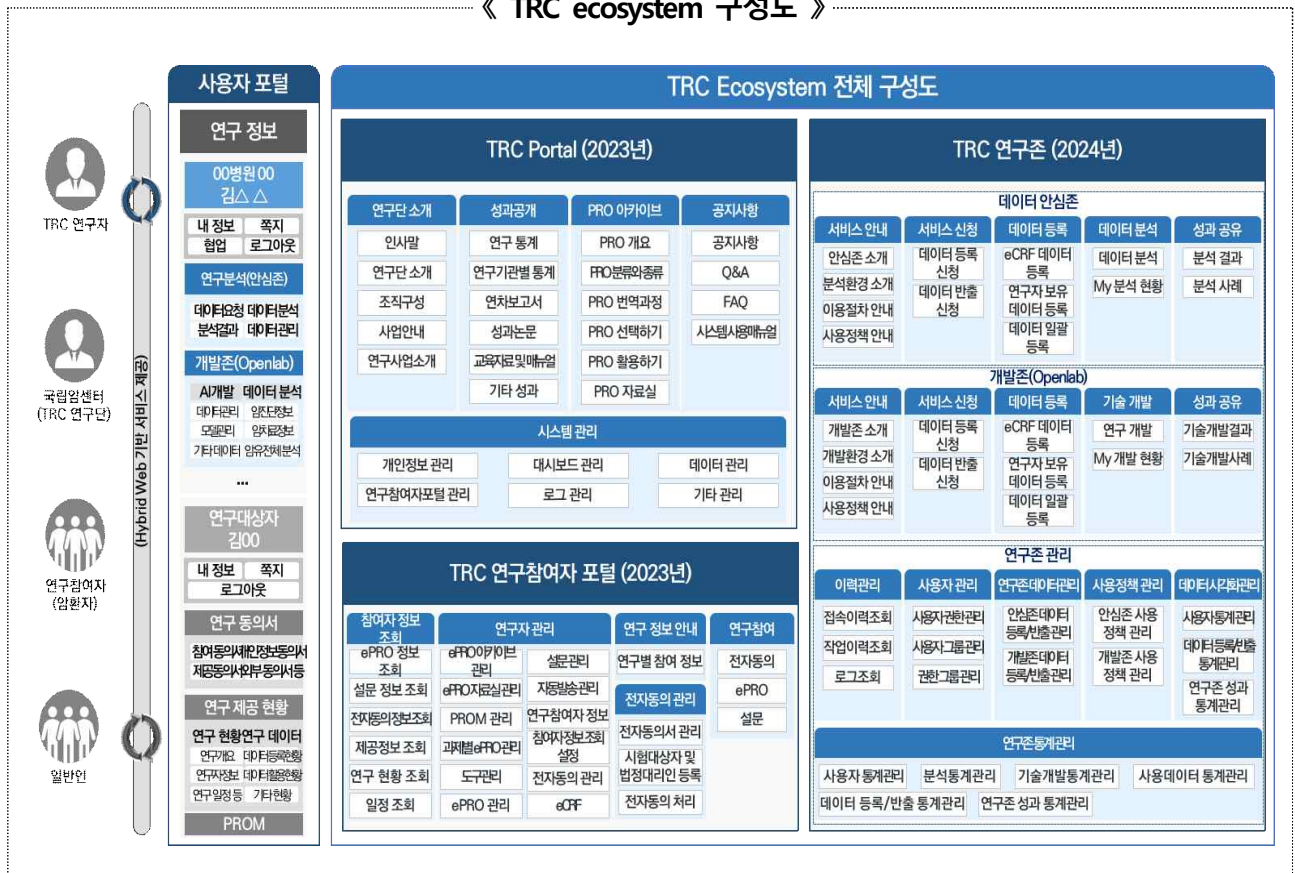 《 TRC ecosystem 구성도 》
TRC 연구자
국립암센터
(TRC 연구단)
연구참여자
(암환자)
일반인
(Hybrid Web 기반 서비스 제공)
사용자 포털
연구 정보
00병원 00
김△ △
내 정보 쪽지
협업 로그아웃
연구분석(안심존)
데이터요청 데이터분석
분석결과 데이터관리
개발존(Openlab)
AI개발 데이터 분석
데이터관리 암진단정보
모델관리 암치료정보
기타데이터 암유전체분석
...
연구대상자
김00
내 정보 쪽지
로그아웃
연구 동의서
참여동의서개인정보동의서
제공동의서외부동의서등
연구 제공 현황
연구 현황연구 데이터
연구개요 데이터등록현황
연구자정보 데이터활용현황
연구일정 등 기타현황
PROM
TRC Ecosystem 전체 구성도
TRC Portal (2023년)
연구단 소개
인사말
연구단 소개
조직구성
사업안내
연구사업소개
성과공개
연구 통계
연구기관별 통계
연차보고서
성과논문
교육자료 및 매뉴얼
기타 성과
PRO 아카이브
PRO 개요
PRO분류와종류
PRO 번역과정
PRO 선택하기
PRO 활용하기
PRO 자료실
공지사항
공지사항
Q&A
FAQ
시스템사용매뉴얼
시스템 관리
개인정보 관리 대시보드 관리 데이터 관리
연구참여자포털 관리 로그 관리 기타 관리
TRC 연구참여자 포털 (2023년)
참여자 정보
조회
ePRO 정보
조회
설문 정보 조회
전자동의정보조회
제공정보 조회
연구 현황 조회
일정 조회
연구자 관리
ePRO아카이브
관리
ePRO자료실관리
PROM 관리
과제별ePRO관리
도구관리
ePRO 관리
설문관리
자동발송관리
연구참여자 정보
참여자정보조회
설정
전자동의 관리
eCRF
연구 정보 안내
연구별 참여 정보
전자동의 관리
전자동의서 관리
시험대상자 및
법정대리인 등록
전자동의 처리
연구참여
전자동의
ePRO
설문
TRC 연구존 (2024년)
데이터 안심존
서비스 안내
안심존 소개
분석환경 소개
이용절차 안내
사용정책 안내
서비스 신청
데이터 등록
신청
데이터 반출
신청
데이터 등록
eCRF 데이터
등록
연구자 보유
데이터 등록
데이터 일괄
등록
데이터 분석
데이터 분석
My 분석 현황
성과 공유
분석 결과
분석 사례
개발존(Openlab)
서비스 안내
개발존 소개
개발환경 소개
이용절차 안내
사용정책 안내
서비스 신청
데이터 등록
신청
데이터 반출
신청
데이터 등록
eCRF 데이터
등록
연구자 보유
데이터 등록
데이터 일괄
등록
기술 개발
연구 개발
My 개발 현황
성과 공유
기술개발결과
기술개발사례
연구존 관리
이력관리
접속이력조회
작업이력조회
로그조회
사용자 관리
사용자권한관리
사용자그룹관리
권한그룹관리
연구존데이터관리
안심존데이터
등록/반출관리
개발존데이터
등록/반출관리
사용정책 관리
안심존 사용
정책 관리
개발존 사용
정책 관리
데이터시각화관리
사용자통계관리
데이터등록/반출
통계관리
연구존 성과
통계관리
연구존통계관리
사용자 통계관리 분석통계관리 기술개발통계관리 사용데이터 통계관리
데이터 등록/반출 통계관리 연구존 성과 통계관리